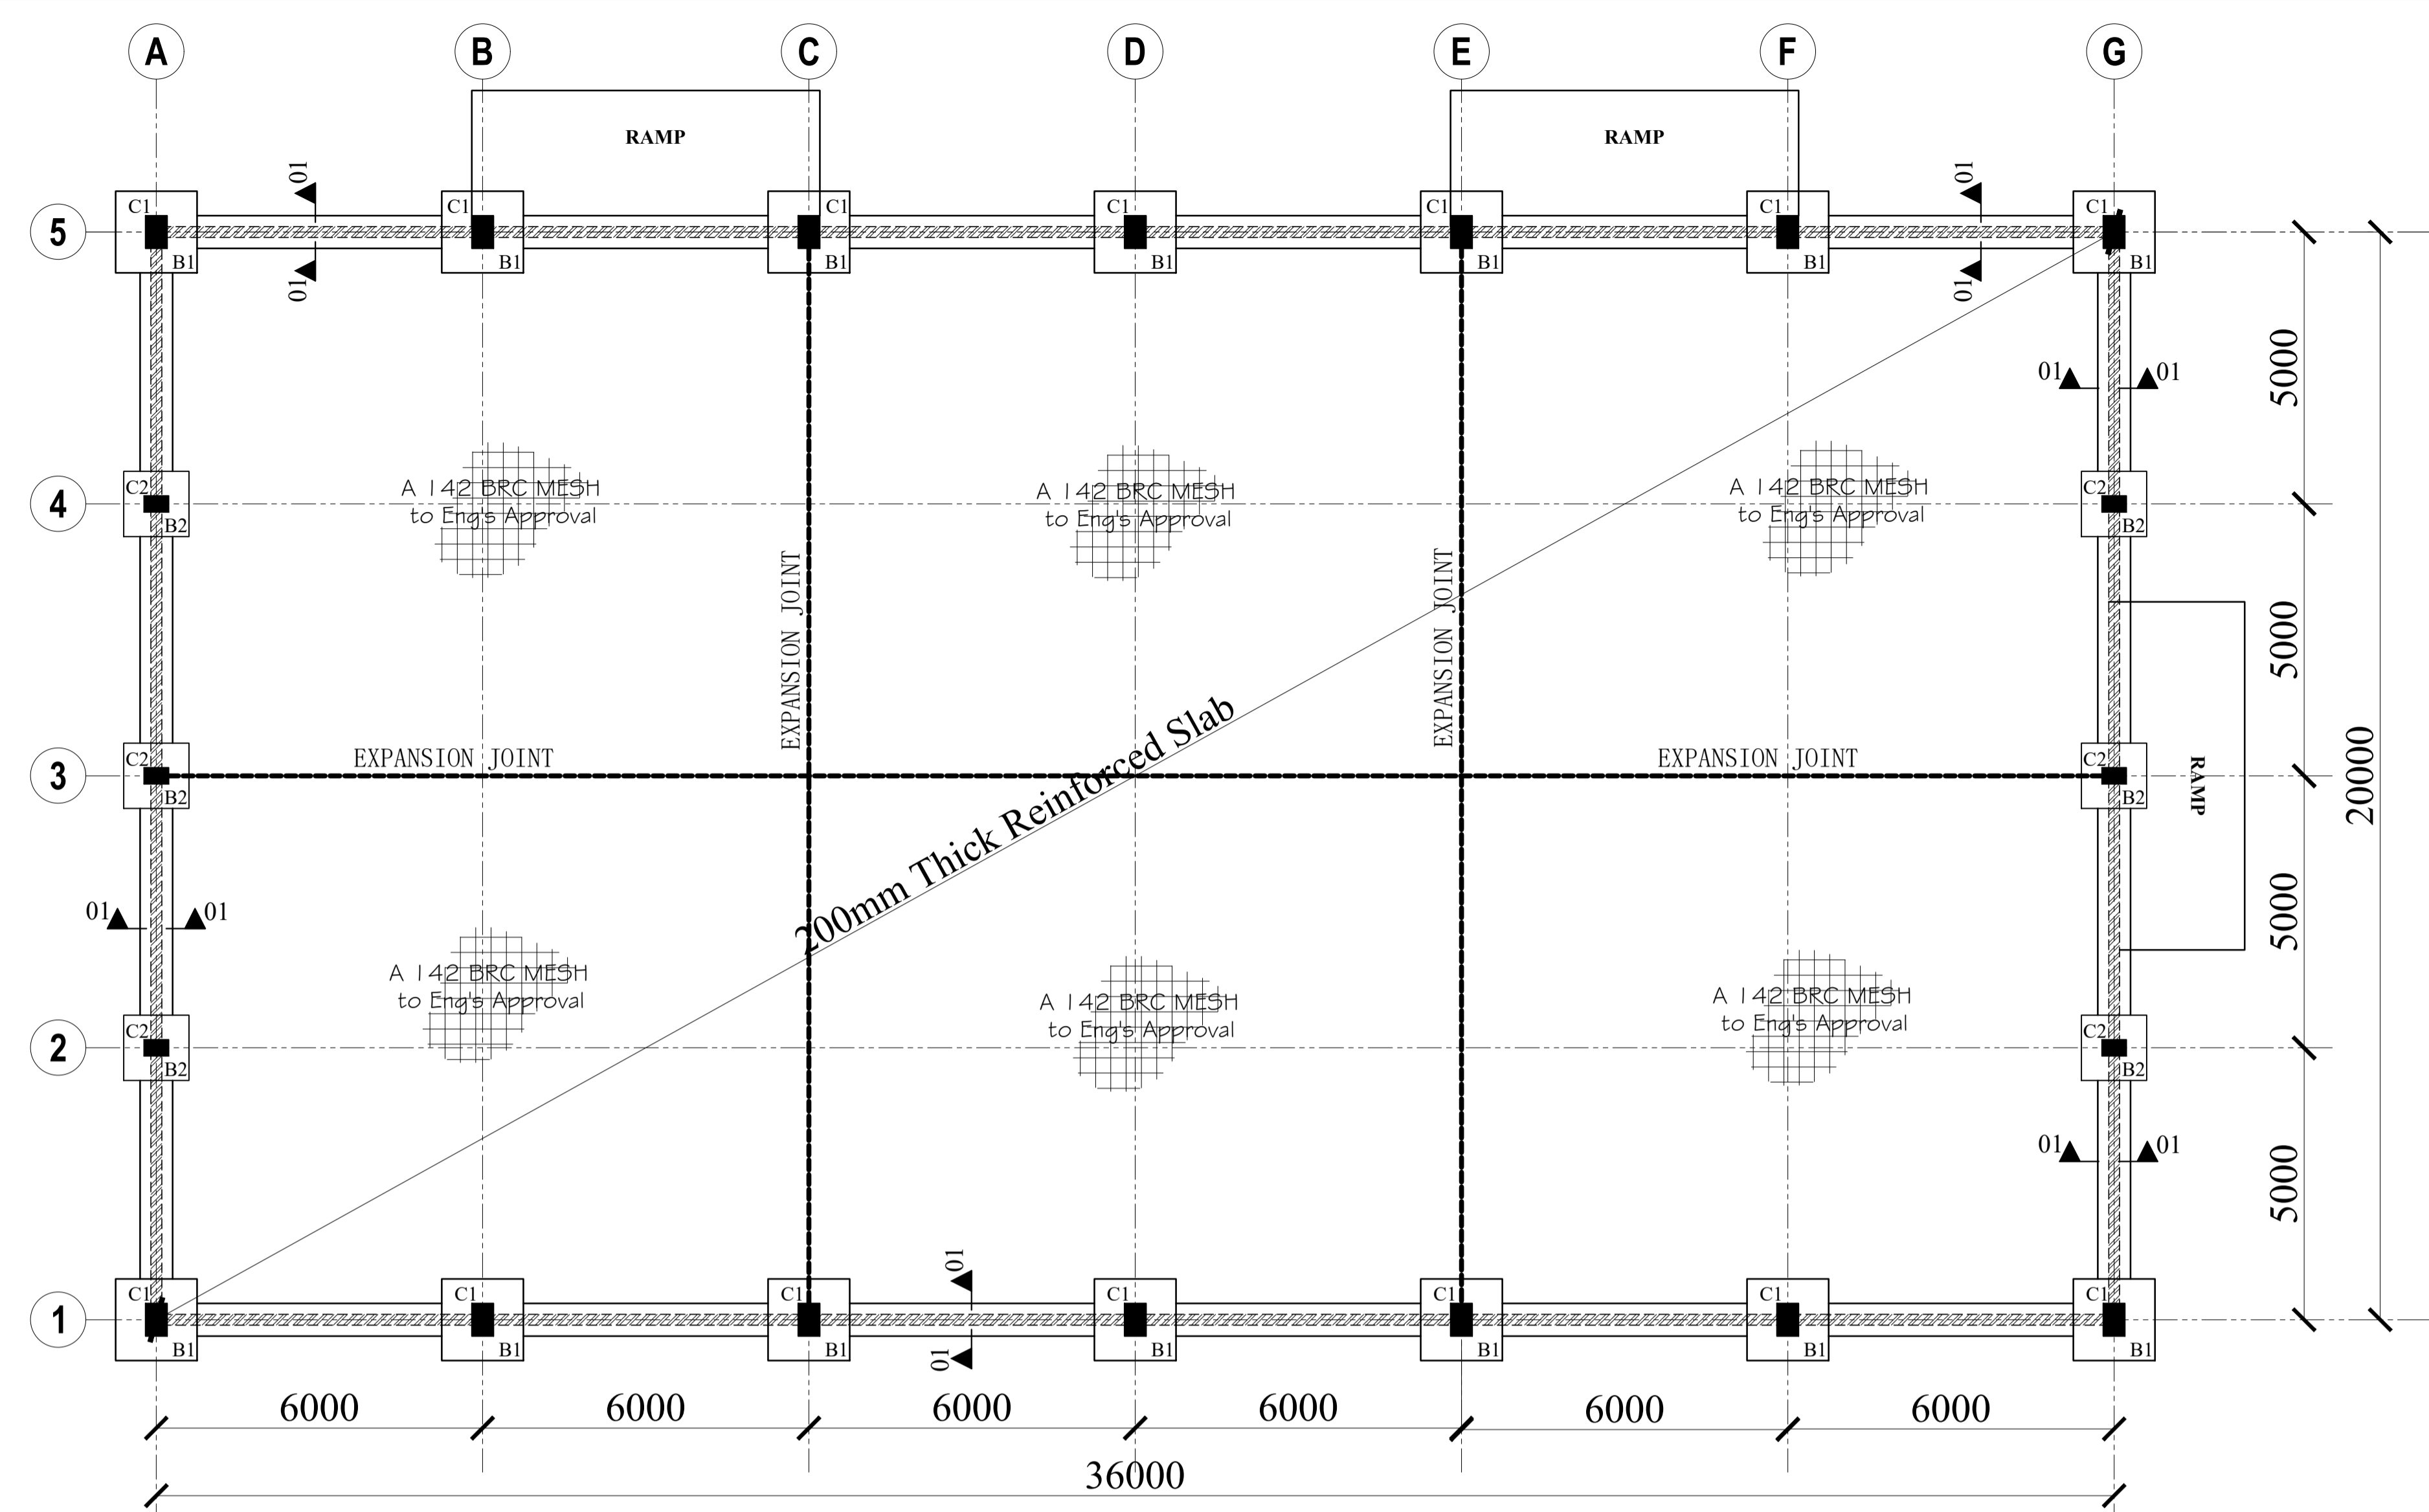 A B C D E F G
RAMP RAMP
01 01
C1 C1 C1 C1 C1 C1 C1
5
B1 B1 B1 B1 B1 B1 B1
01 01
5000
01 01
A 142 BRC MESH
to Eng's Approval
A 142 BRC MESH
to Eng's Approval
A 142 BRC MESH
to Eng's Approval
C2 C2
4
B2 B2
EXPANSION JOINT
EXPANSION JOINT
5000
200mm Thick Reinforced Slab
EXPANSION JOINT EXPANSION JOINT
C2 C2
3
B2 B2
RAMP
20000
01 01
5000
A 142 BRC MESH
to Eng's Approval
A 142 BRC MESH
to Eng's Approval
A 142 BRC MESH
to Eng's Approval
C2 C2
2
B2 B2
01 01
5000
01
C1 C1 C1 C1 C1 C1 C1
1
B1 B1 B1 B1 B1 B1 B1
01
6000 6000 6000 6000 6000 6000
36000